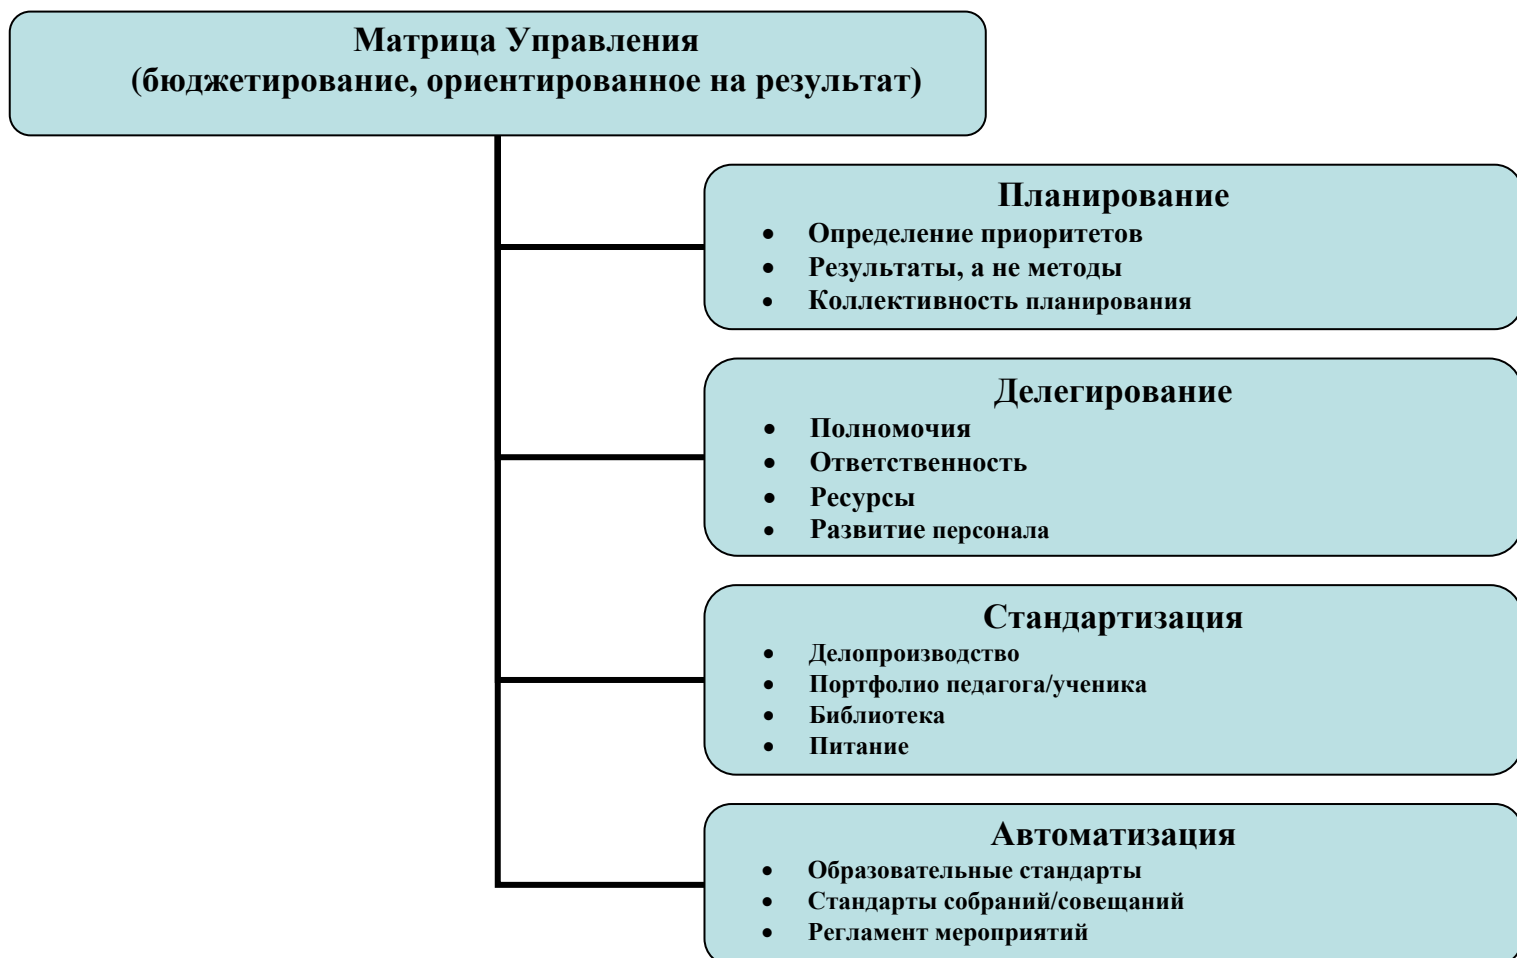 Матрица Управления
(бюджетирование, ориентированное на результат)
Планирование
• Определение приоритетов
• Результаты, а не методы
• Коллективность планирования
Делегирование
• Полномочия
• Ответственность
• Ресурсы
• Развитие персонала
Стандартизация
• Делопроизводство
• Портфолио педагога/ученика
• Библиотека
• Питание
Автоматизация
• Образовательные стандарты
• Стандарты собраний/совещаний
• Регламент мероприятий